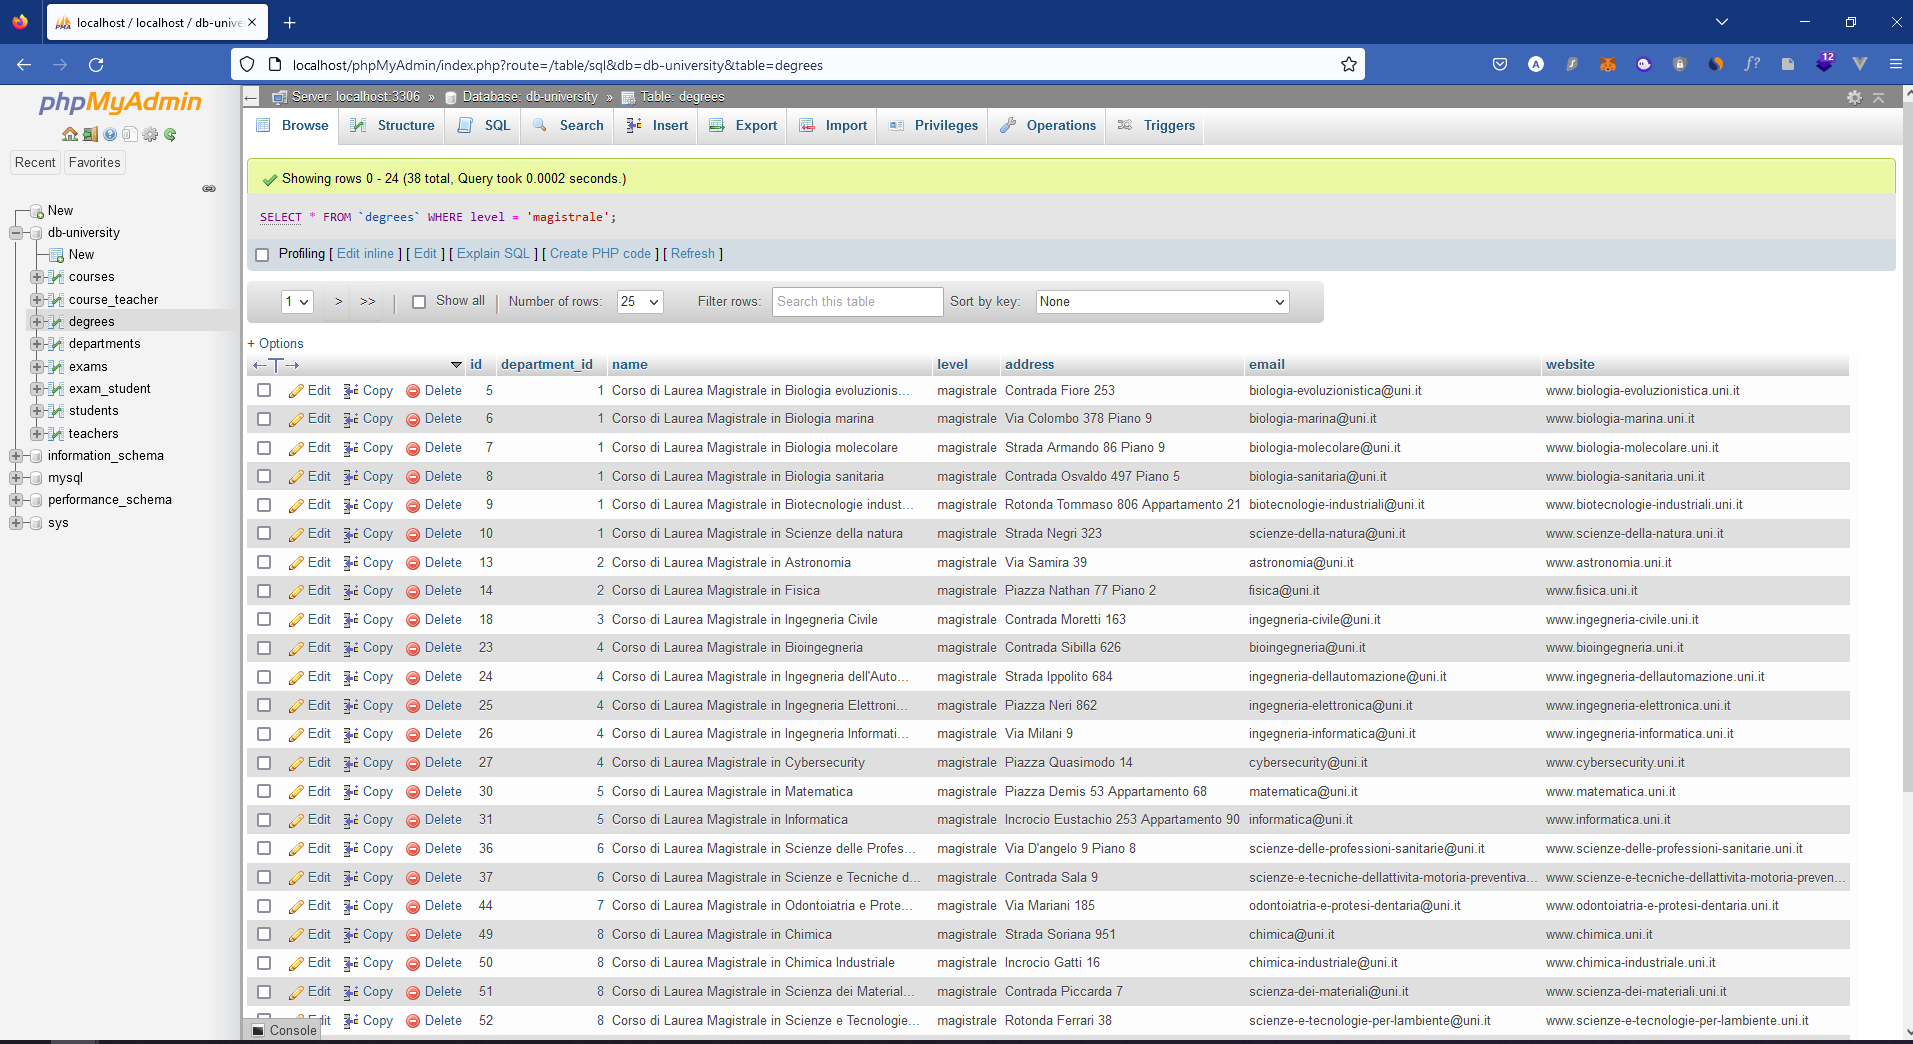 localhost / localhost / db-unive
localhost/phpMyAdmin/index.php?route=/table/sql&db=db-university&table=degrees
12
phpMyAdmin
Recent Favorites
New
db-university
New
courses
course_teacher
degrees
departments
exams
exam_student
students
teachers
information_schema
mysql
performance_schema
sys
Server: localhost:3306 » Database: db-university » Table: degrees
Browse Structure SQL Search Insert Export Import Privileges Operations Triggers
Showing rows 0 - 24 (38 total, Query took 0.0002 seconds.)
SELECT * FROM `degrees` WHERE level = 'magistrale';
Profiling [ Edit inline ] [ Edit ] [ Explain SQL ] [ Create PHP code ] [ Refresh ]
1 > >> | Show all | Number of rows: 25 Filter rows: Search this table Sort by key: None
+ Options
←T→ id department_id name level address email website
Edit Copy Delete 5 1 Corso di Laurea Magistrale in Biologia evoluzionis... magistrale Contrada Fiore 253 biologia-evoluzionistica@uni.it www.biologia-evoluzionistica.uni.it
Edit Copy Delete 6 1 Corso di Laurea Magistrale in Biologia marina magistrale Via Colombo 378 Piano 9 biologia-marina@uni.it www.biologia-marina.uni.it
Edit Copy Delete 7 1 Corso di Laurea Magistrale in Biologia molecolare magistrale Strada Armando 86 Piano 9 biologia-molecolare@uni.it www.biologia-molecolare.uni.it
Edit Copy Delete 8 1 Corso di Laurea Magistrale in Biologia sanitaria magistrale Contrada Osvaldo 497 Piano 5 biologia-sanitaria@uni.it www.biologia-sanitaria.uni.it
Edit Copy Delete 9 1 Corso di Laurea Magistrale in Biotecnologie indust... magistrale Rotonda Tommaso 806 Appartamento 21 biotecnologie-industriali@uni.it www.biotecnologie-industriali.uni.it
Edit Copy Delete 10 1 Corso di Laurea Magistrale in Scienze della natura magistrale Strada Negri 323 scienze-della-natura@uni.it www.scienze-della-natura.uni.it
Edit Copy Delete 13 2 Corso di Laurea Magistrale in Astronomia magistrale Via Samira 39 astronomia@uni.it www.astronomia.uni.it
Edit Copy Delete 14 2 Corso di Laurea Magistrale in Fisica magistrale Piazza Nathan 77 Piano 2 fisica@uni.it www.fisica.uni.it
Edit Copy Delete 18 3 Corso di Laurea Magistrale in Ingegneria Civile magistrale Contrada Moretti 163 ingegneria-civile@uni.it www.ingegneria-civile.uni.it
Edit Copy Delete 23 4 Corso di Laurea Magistrale in Bioingegneria magistrale Contrada Sibilla 626 bioingegneria@uni.it www.bioingegneria.uni.it
Edit Copy Delete 24 4 Corso di Laurea Magistrale in Ingegneria dell'Auto... magistrale Strada Ippolito 684 ingegneria-dellautomazione@uni.it www.ingegneria-dellautomazione.uni.it
Edit Copy Delete 25 4 Corso di Laurea Magistrale in Ingegneria Elettroni... magistrale Piazza Neri 862 ingegneria-elettronica@uni.it www.ingegneria-elettronica.uni.it
Edit Copy Delete 26 4 Corso di Laurea Magistrale in Ingegneria Informati... magistrale Via Milani 9 ingegneria-informatica@uni.it www.ingegneria-informatica.uni.it
Edit Copy Delete 27 4 Corso di Laurea Magistrale in Cybersecurity magistrale Piazza Quasimodo 14 cybersecurity@uni.it www.cybersecurity.uni.it
Edit Copy Delete 30 5 Corso di Laurea Magistrale in Matematica magistrale Piazza Demis 53 Appartamento 68 matematica@uni.it www.matematica.uni.it
Edit Copy Delete 31 5 Corso di Laurea Magistrale in Informatica magistrale Incrocio Eustachio 253 Appartamento 90 informatica@uni.it www.informatica.uni.it
Edit Copy Delete 36 6 Corso di Laurea Magistrale in Scienze delle Profes... magistrale Via D'angelo 9 Piano 8 scienze-delle-professioni-sanitarie@uni.it www.scienze-delle-professioni-sanitarie.uni.it
Edit Copy Delete 37 6 Corso di Laurea Magistrale in Scienze e Tecniche d... magistrale Contrada Sala 9 scienze-e-tecniche-dellattivita-motoria-preventiva... www.scienze-e-tecniche-dellattivita-motoria-preven...
Edit Copy Delete 44 7 Corso di Laurea Magistrale in Odontoiatria e Prote... magistrale Via Mariani 185 odontoiatria-e-protesi-dentaria@uni.it www.odontoiatria-e-protesi-dentaria.uni.it
Edit Copy Delete 49 8 Corso di Laurea Magistrale in Chimica magistrale Strada Soriana 951 chimica@uni.it www.chimica.uni.it
Edit Copy Delete 50 8 Corso di Laurea Magistrale in Chimica Industriale magistrale Incrocio Gatti 16 chimica-industriale@uni.it www.chimica-industriale.uni.it
Edit Copy Delete 51 8 Corso di Laurea Magistrale in Scienza dei Material... magistrale Contrada Piccarda 7 scienza-dei-materiali@uni.it www.scienza-dei-materiali.uni.it
Edit Copy Delete 52 8 Corso di Laurea Magistrale in Scienze e Tecnologie... magistrale Rotonda Ferrari 38 scienze-e-tecnologie-per-lambiente@uni.it www.scienze-e-tecnologie-per-lambiente.uni.it
Console